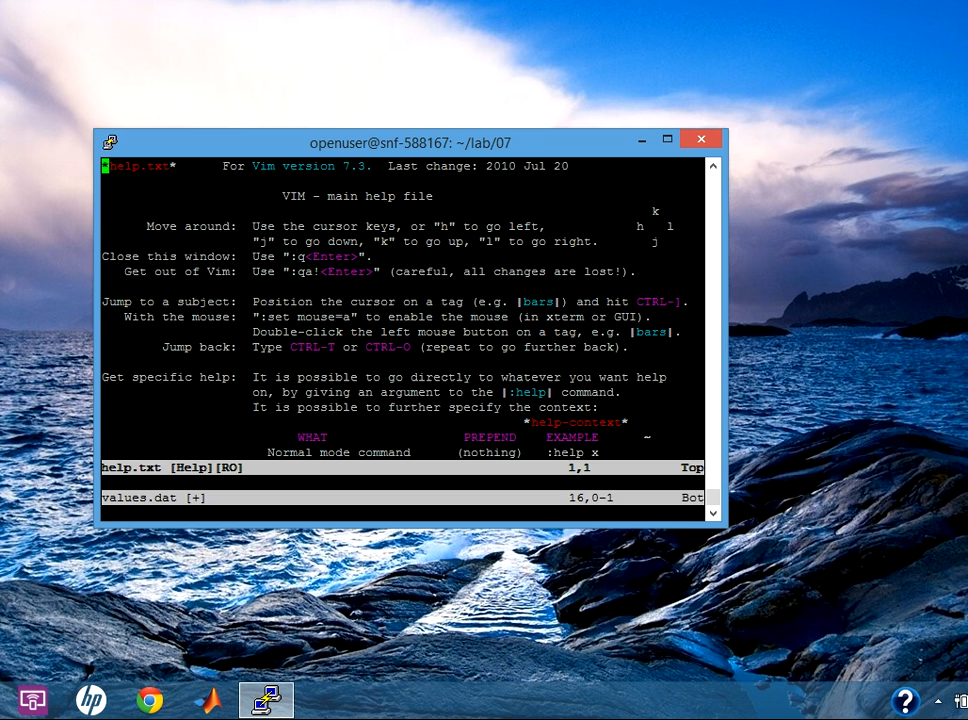 openuser@snf-588167: ~/lab/07
*help.txt* For Vim version 7.3. Last change: 2010 Jul 20
VIM - main help file
k
Move around: Use the cursor keys, or "h" to go left, h l
"j" to go down, "k" to go up, "l" to go right. j
Close this window: Use ":q<Enter>".
Get out of Vim: Use ":qa!<Enter>" (careful, all changes are lost!).
Jump to a subject: Position the cursor on a tag (e.g. |bars|) and hit CTRL-].
With the mouse: ":set mouse=a" to enable the mouse (in xterm or GUI).
Double-click the left mouse button on a tag, e.g. |bars|.
Jump back: Type CTRL-T or CTRL-O (repeat to go further back).
Get specific help: It is possible to go directly to whatever you want help
on, by giving an argument to the |:help| command.
It is possible to further specify the context:
*help-context*
WHAT PREPEND EXAMPLE ~
Normal mode command (nothing) :help x
help.txt [Help][RO] 1,1 Top
values.dat [+] 16,0-1 Bot
hp
?